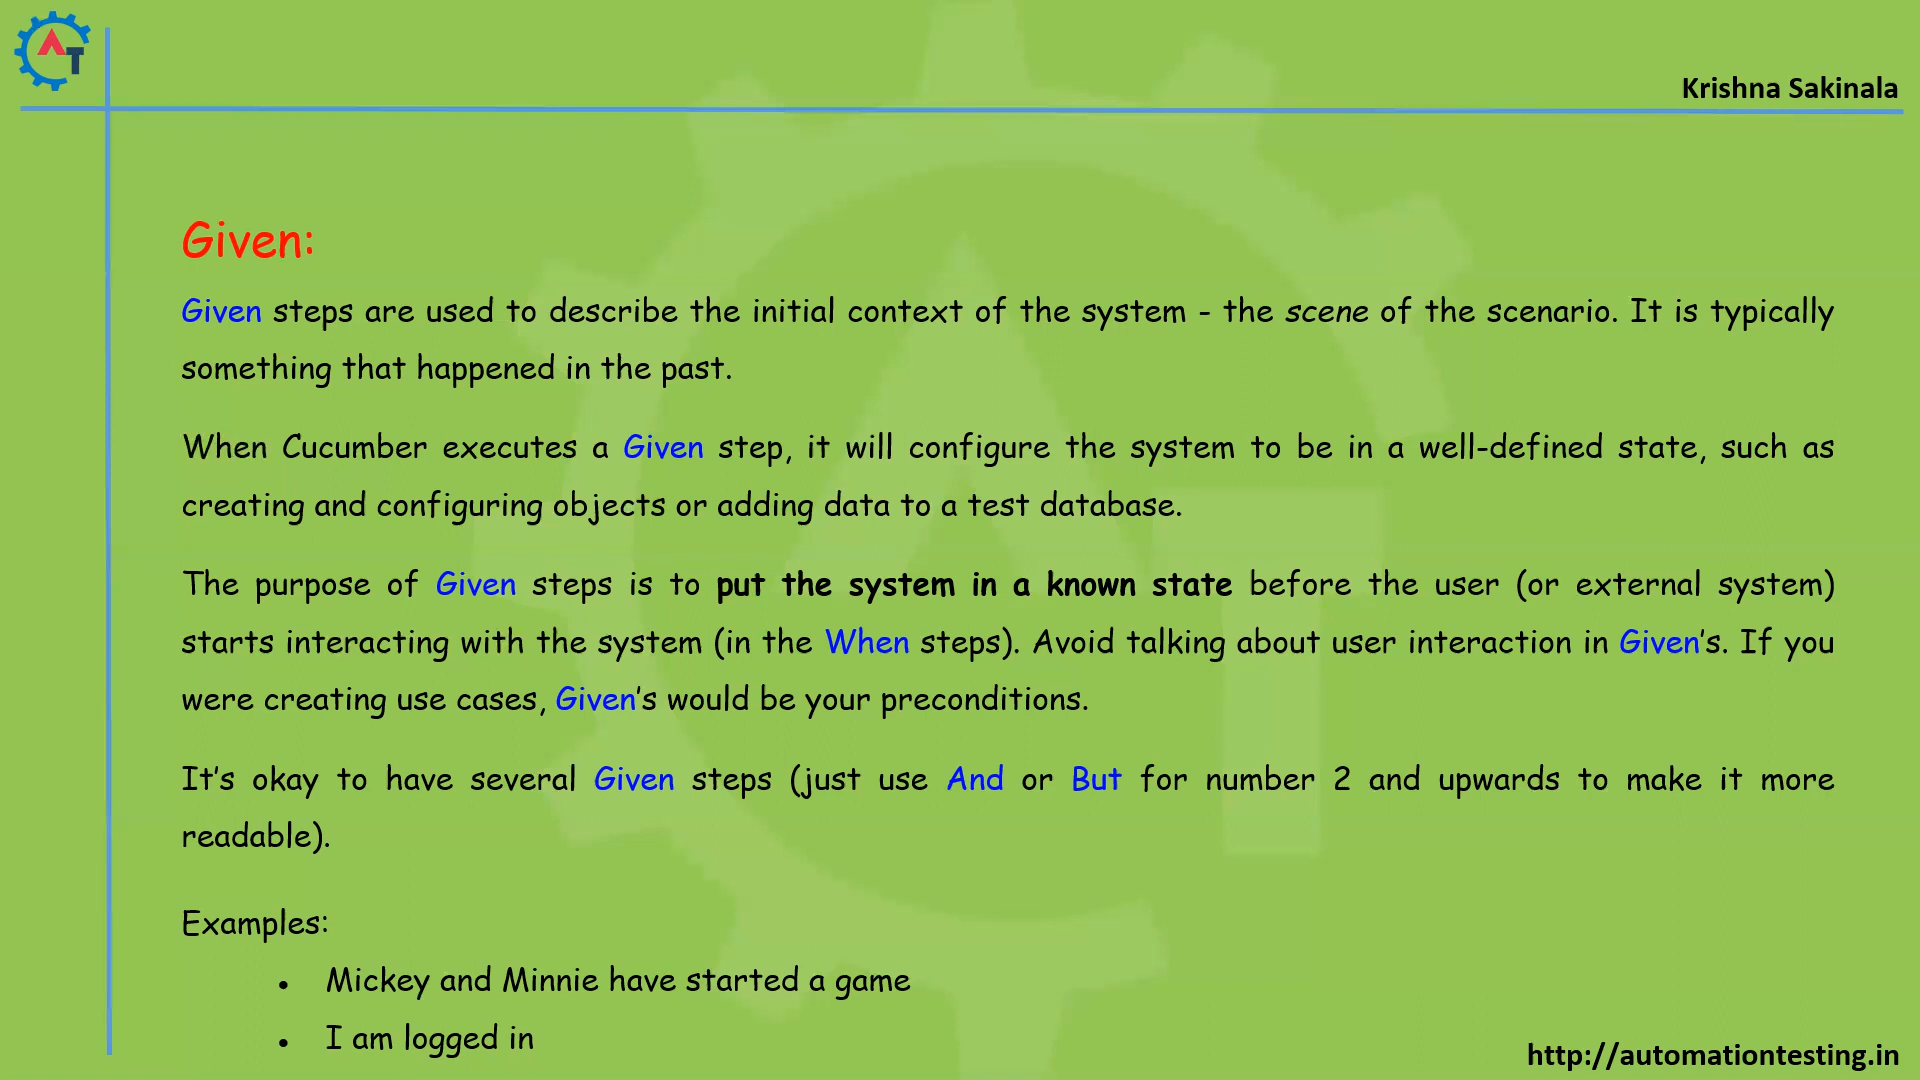 AT
Krishna Sakinala
Given:
Given steps are used to describe the initial context of the system - the scene of the scenario. It is typically
something that happened in the past.
When Cucumber executes a Given step, it will configure the system to be in a well-defined state, such as
creating and configuring objects or adding data to a test database.
The purpose of Given steps is to put the system in a known state before the user (or external system)
starts interacting with the system (in the When steps). Avoid talking about user interaction in Given’s. If you
were creating use cases, Given’s would be your preconditions.
It’s okay to have several Given steps (just use And or But for number 2 and upwards to make it more
readable).
Examples:
• Mickey and Minnie have started a game
• I am logged in
http://automationtesting.in